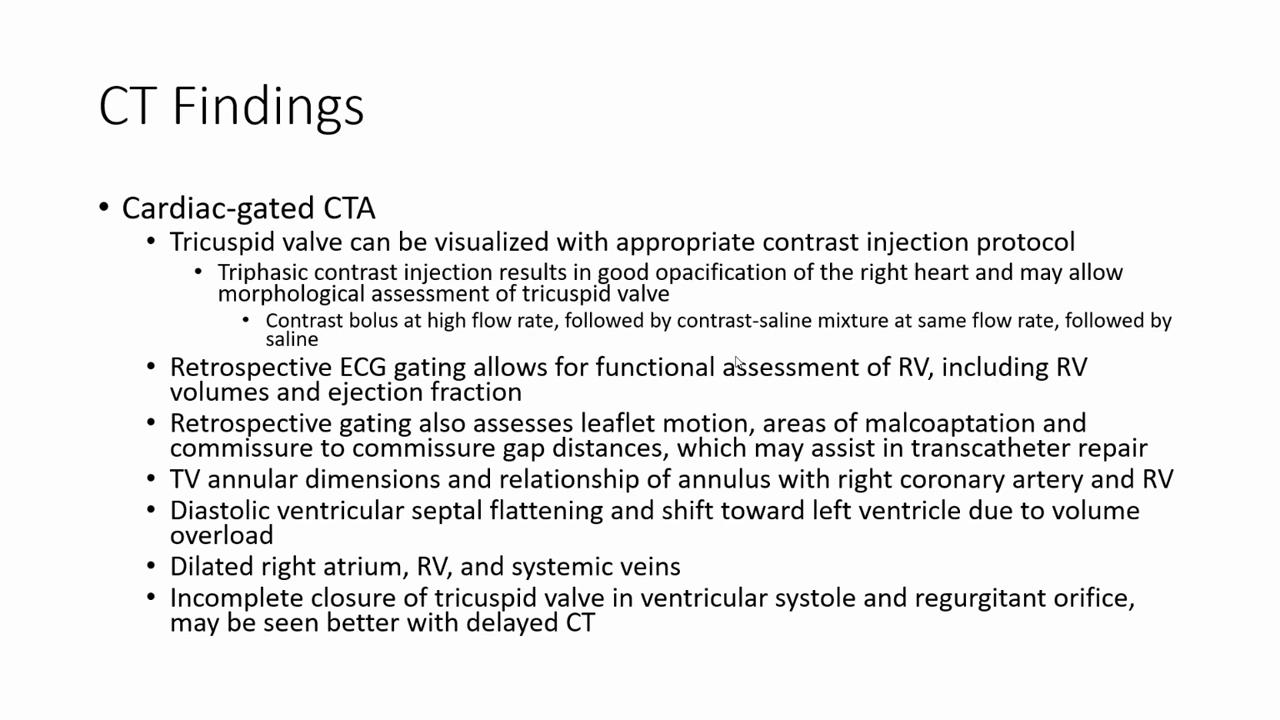 CT Findings
• Cardiac-gated CTA
• Tricuspid valve can be visualized with appropriate contrast injection protocol
• Triphasic contrast injection results in good opacification of the right heart and may allow
morphological assessment of tricuspid valve
• Contrast bolus at high flow rate, followed by contrast-saline mixture at same flow rate, followed by
saline
• Retrospective ECG gating allows for functional assessment of RV, including RV
volumes and ejection fraction
• Retrospective gating also assesses leaflet motion, areas of malcoaptation and
commissure to commissure gap distances, which may assist in transcatheter repair
• TV annular dimensions and relationship of annulus with right coronary artery and RV
• Diastolic ventricular septal flattening and shift toward left ventricle due to volume
overload
• Dilated right atrium, RV, and systemic veins
• Incomplete closure of tricuspid valve in ventricular systole and regurgitant orifice,
may be seen better with delayed CT